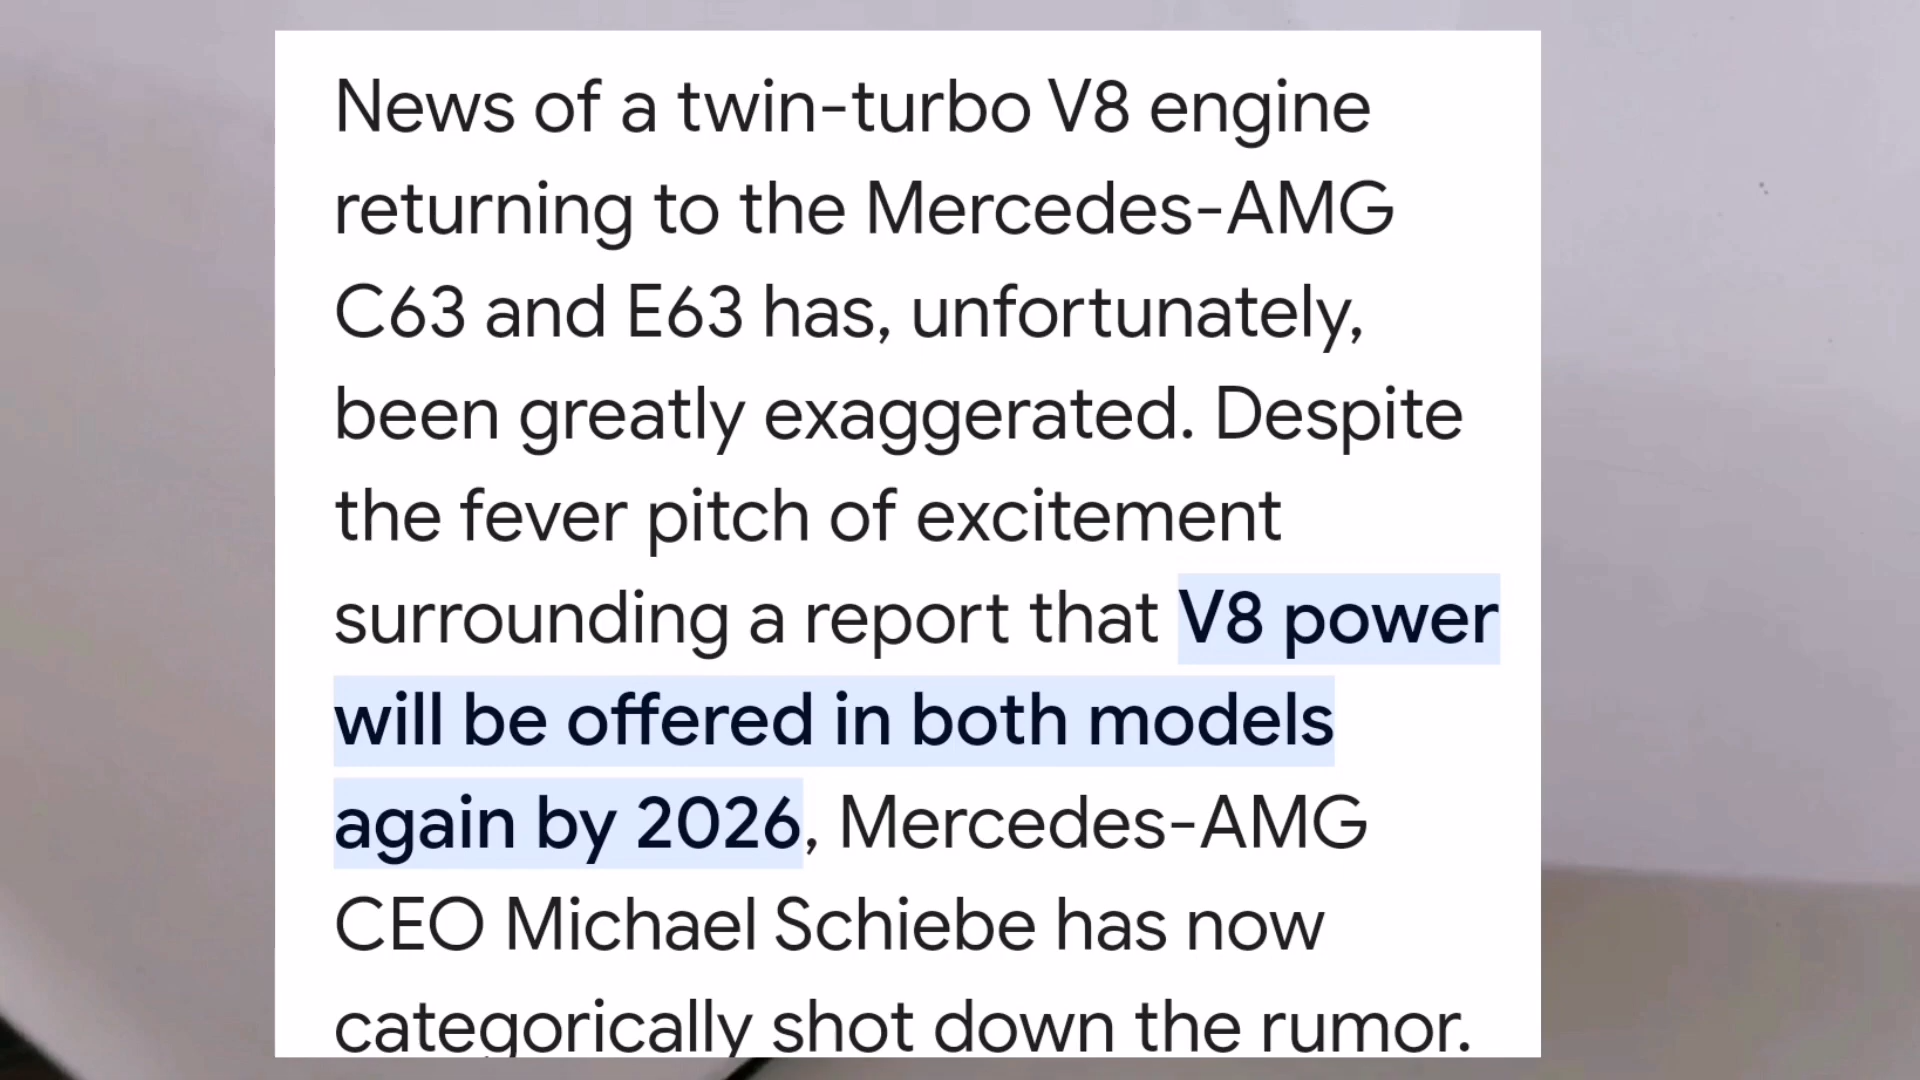 News of a twin-turbo V8 engine
returning to the Mercedes-AMG
C63 and E63 has, unfortunately,
been greatly exaggerated. Despite
the fever pitch of excitement
surrounding a report that V8 power
will be offered in both models
again by 2026, Mercedes-AMG
CEO Michael Schiebe has now
categorically shot down the rumor.